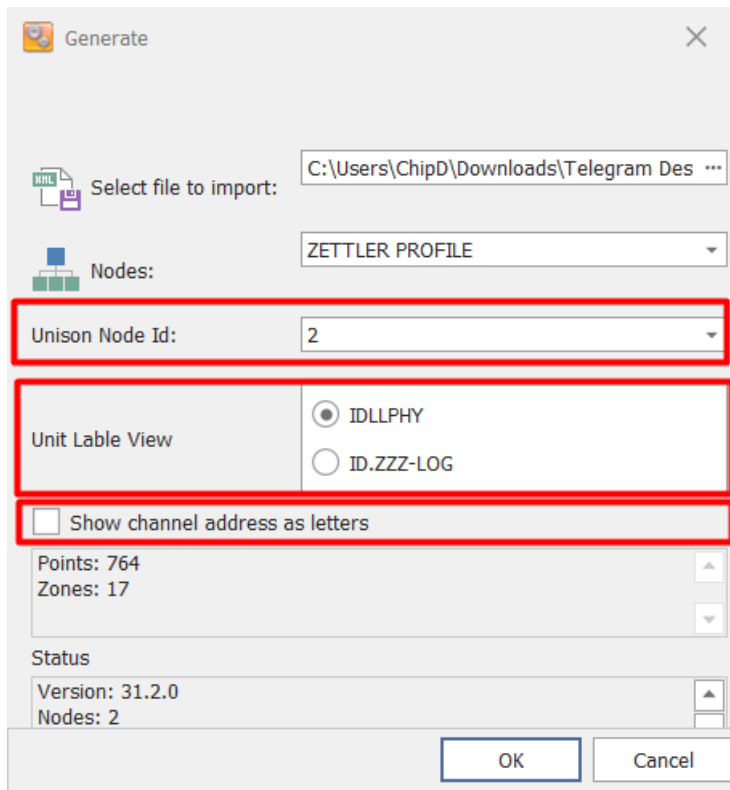 Generate
Select file to import:
C:\Users\ChipD\Downloads\Telegram Des ...
Nodes:
ZETTLER PROFILE
Unison Node Id:
2
Unit Lable View
IDLLPHY
ID.ZZZ-LOG
Show channel address as letters
Points: 764
Zones: 17
Status
Version: 31.2.0
Nodes: 2
OK
Cancel
XML